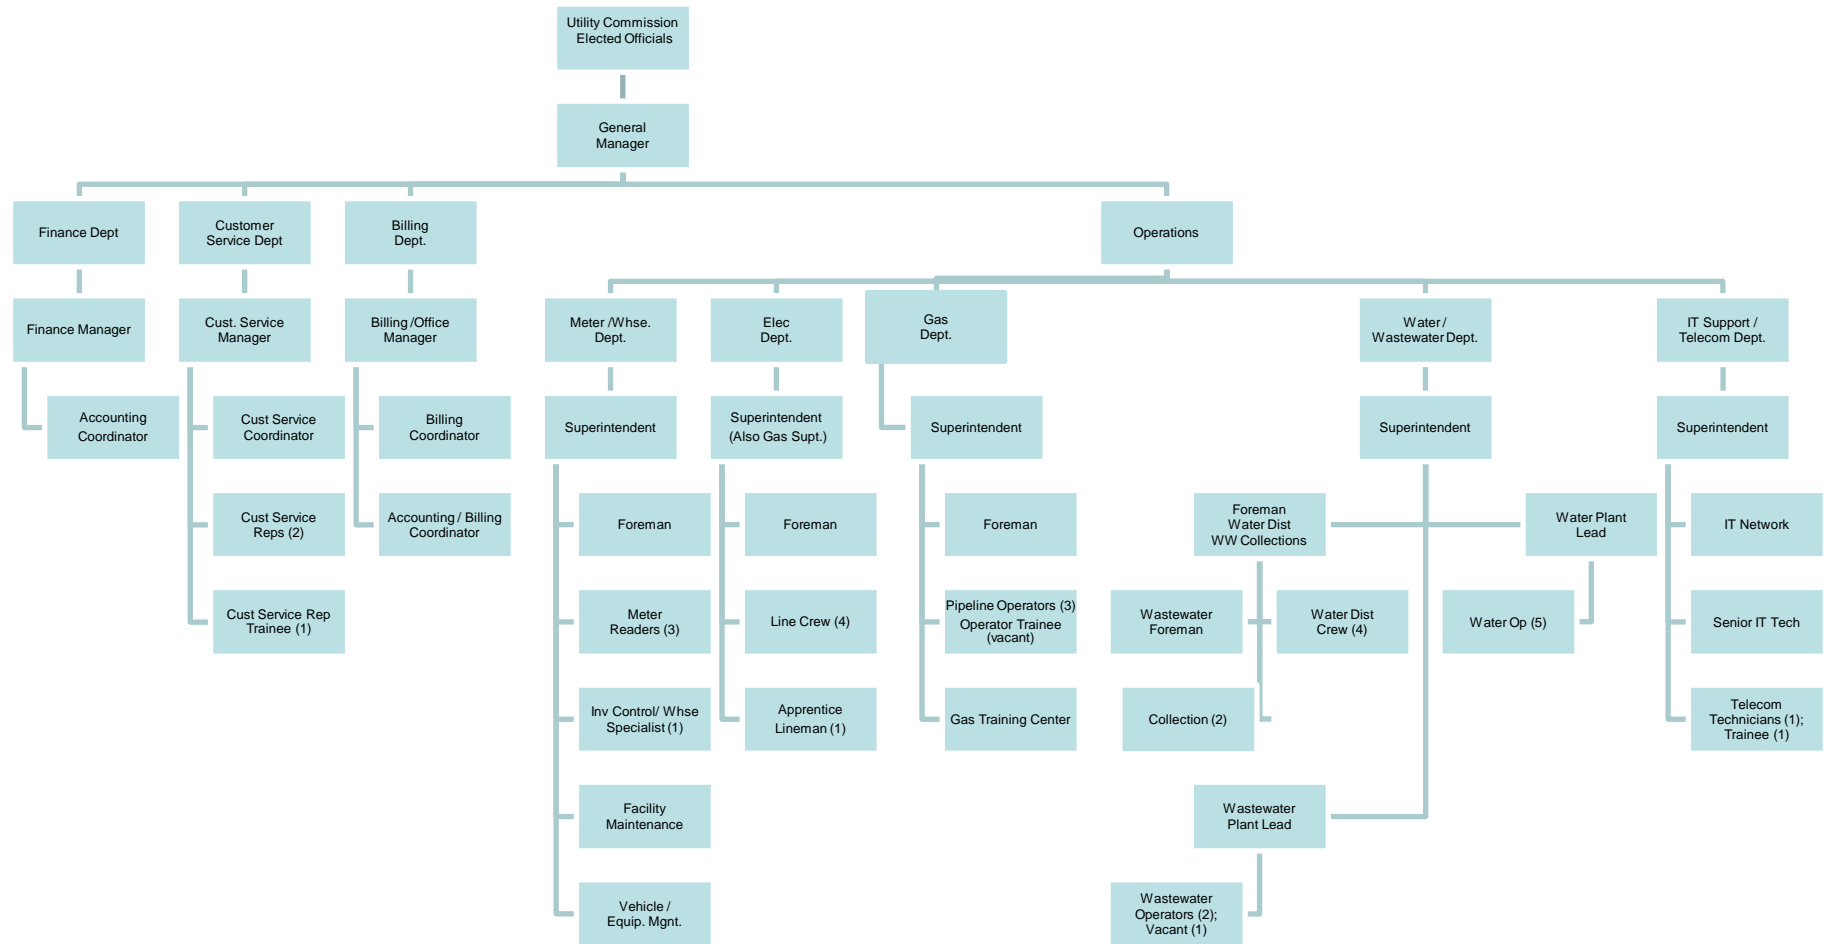 Utility Commission
Elected Officials
General
Manager
Finance Dept
Customer
Service Dept
Billing
Dept.
Operations
Finance Manager
Cust. Service
Manager
Billing /Office
Manager
Meter /Whse.
Dept.
Elec
Dept.
Gas
Dept.
Water /
Wastewater Dept.
IT Support /
Telecom Dept.
Accounting
Coordinator
Cust Service
Coordinator
Billing
Coordinator
Superintendent
Superintendent
(Also Gas Supt.)
Superintendent
Superintendent
Superintendent
Cust Service
Reps (2)
Accounting / Billing
Coordinator
Foreman
Foreman
Foreman
Foreman
Water Dist
WW Collections
Water Plant
Lead
IT Network
Cust Service Rep
Trainee (1)
Meter
Readers (3)
Line Crew (4)
Pipeline Operators (3)
Operator Trainee
(vacant)
Wastewater
Foreman
Water Dist
Crew (4)
Water Op (5)
Senior IT Tech
Inv Control/ Whse
Specialist (1)
Apprentice
Lineman (1)
Gas Training Center
Collection (2)
Telecom
Technicians (1);
Trainee (1)
Facility
Maintenance
Wastewater
Plant Lead
Vehicle /
Equip. Mgnt.
Wastewater
Operators (2);
Vacant (1)